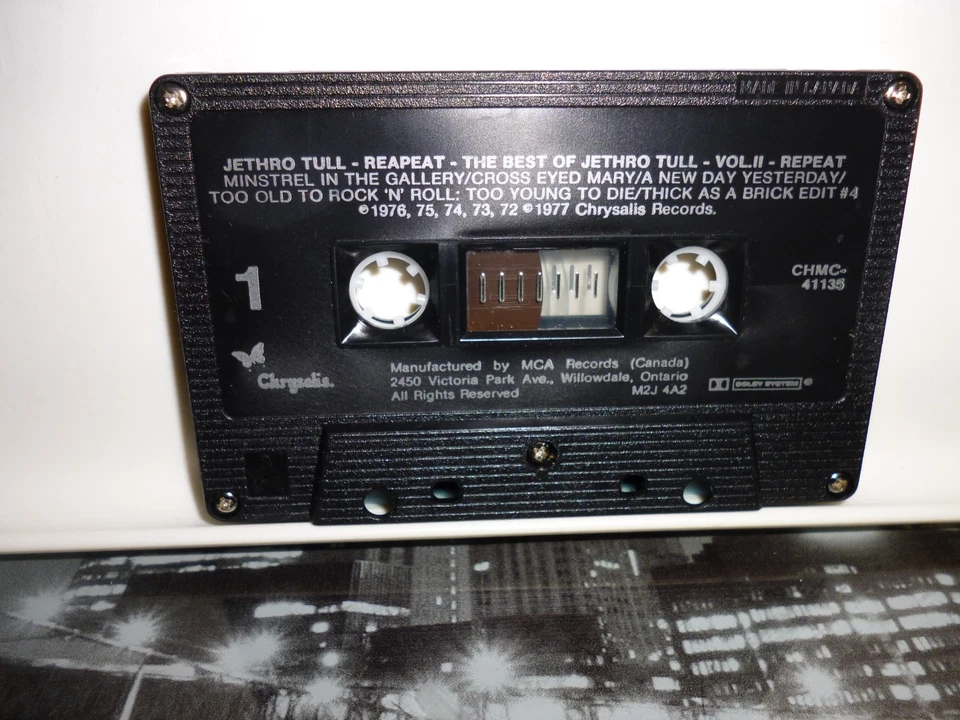 MADE IN CANADA
JETHRO TULL - REAPEAT - THE BEST OF JETHRO TULL - VOL.II - REPEAT
MINSTREL IN THE GALLERY/CROSS EYED MARY/A NEW DAY YESTERDAY/
TOO OLD TO ROCK 'N' ROLL: TOO YOUNG TO DIE/THICK AS A BRICK EDIT #4
℗1976, 75, 74, 73, 72 ©1977 Chrysalis Records.
1
CHMC-
41135
Chrysalis.
Manufactured by MCA Records (Canada)
2450 Victoria Park Ave., Willowdale, Ontario
All Rights Reserved
M2J 4A2
DOLBY SYSTEM ®